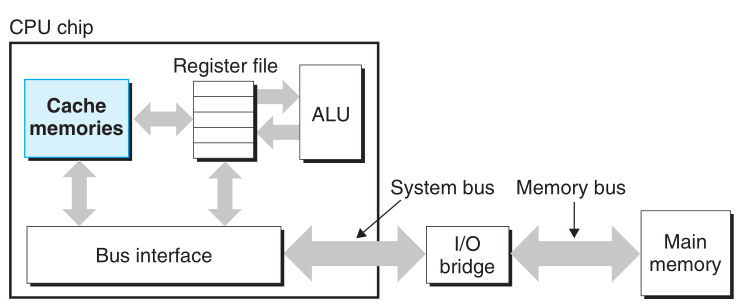 CPU chip
Register file
Cache
memories
ALU
System bus
Memory bus
Bus interface
I/O
bridge
Main
memory